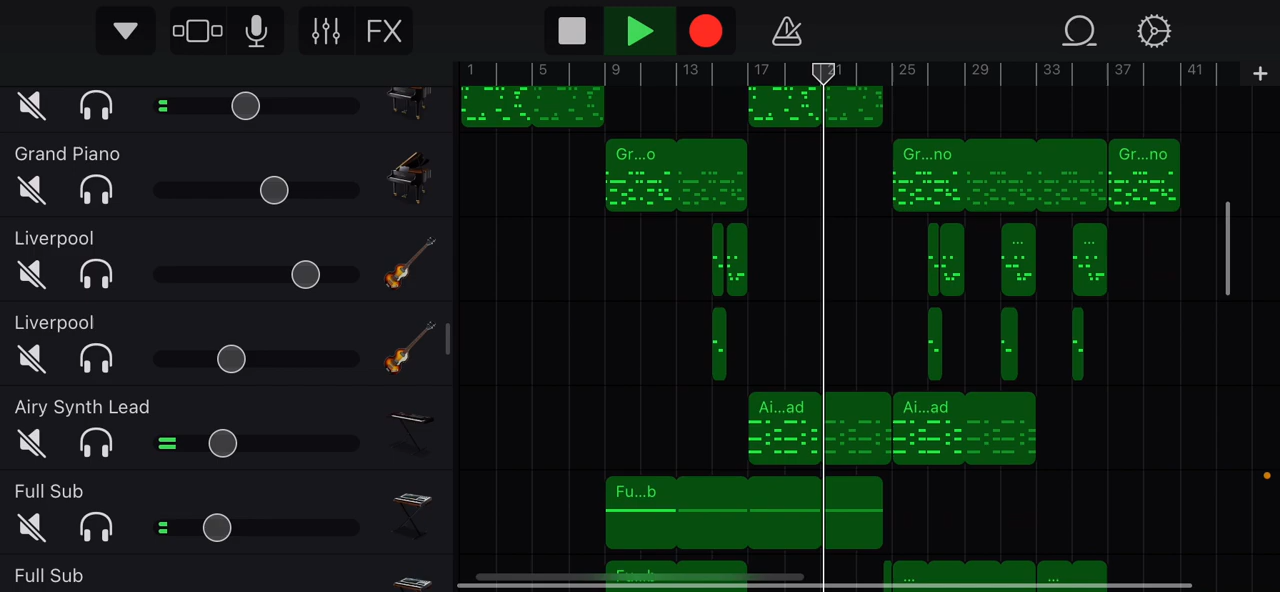 FX
1 5 9 13 17 21 25 29 33 37 41
Grand Piano
Gr...o Gr...no Gr...no
Liverpool
... ...
Liverpool
Airy Synth Lead
Ai...ad Ai...ad
Full Sub
Fu...b
Full Sub
Fu...b ... ...